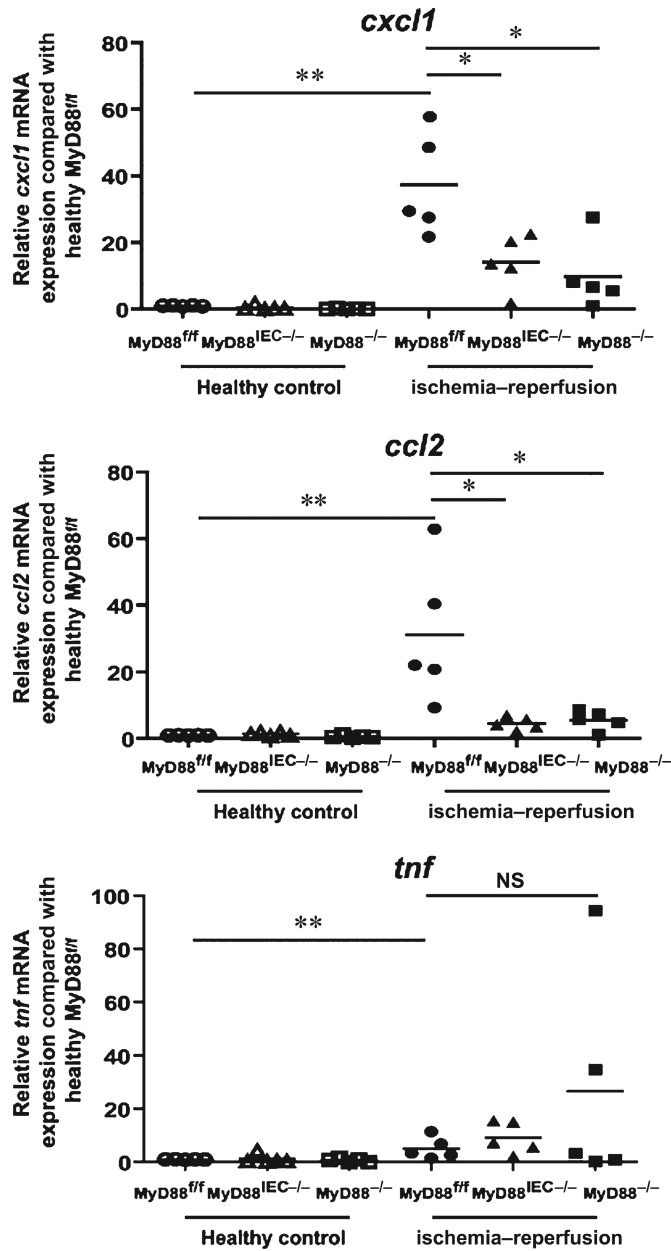 cxcl1
Relative cxcl1 mRNA
expression compared with
healthy MyD88f/f
80
60
40
20
0
**
*
*
MyD88f/f MyD88IEC–/– MyD88–/– MyD88f/f MyD88IEC–/– MyD88–/–
Healthy control ischemia–reperfusion
ccl2
Relative ccl2 mRNA
expression compared with
healthy MyD88f/f
80
60
40
20
0
**
*
*
MyD88f/f MyD88IEC–/– MyD88–/– MyD88f/f MyD88IEC–/– MyD88–/–
Healthy control ischemia–reperfusion
tnf
Relative tnf mRNA
expression compared with
healthy MyD88f/f
100
80
60
40
20
0
**
NS
MyD88f/f MyD88IEC–/– MyD88–/– MyD88f/f MyD88IEC–/– MyD88–/–
Healthy control ischemia–reperfusion